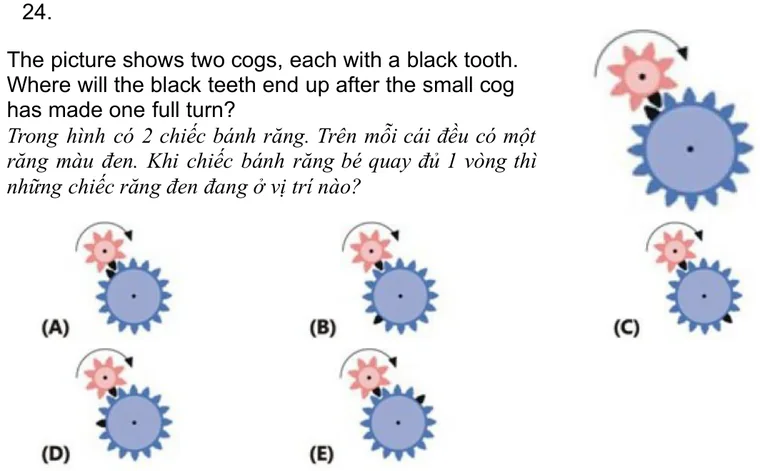 24.
The picture shows two cogs, each with a black tooth.
Where will the black teeth end up after the small cog
has made one full turn?
Trong hình có 2 chiếc bánh răng. Trên mỗi cái đều có một
răng màu đen. Khi chiếc bánh răng bé quay đủ 1 vòng thì
những chiếc răng đen đang ở vị trí nào?
(A) (B) (C)
(D) (E)